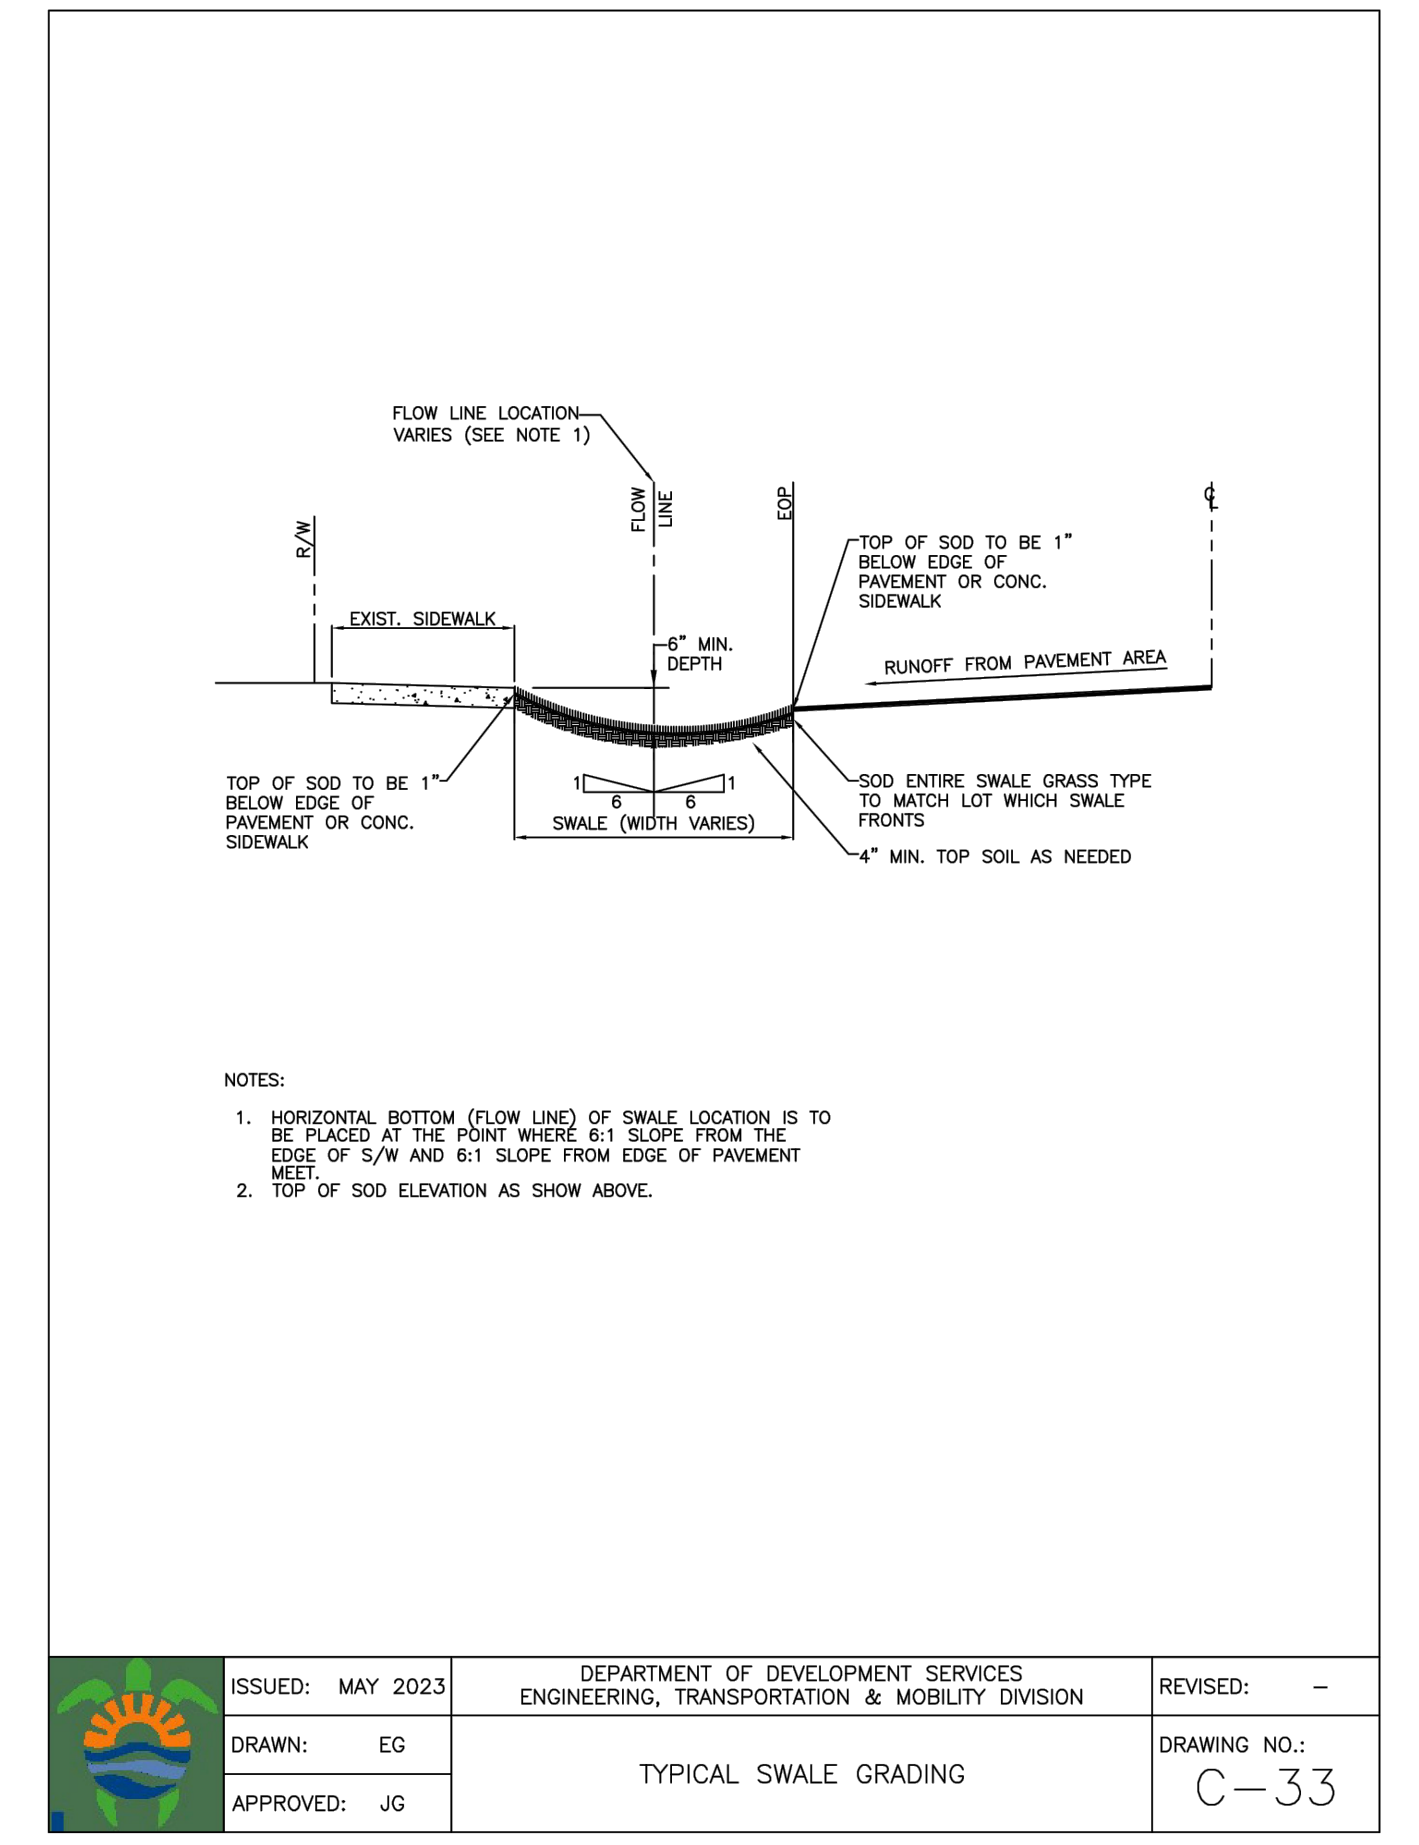 FLOW LINE LOCATION
VARIES (SEE NOTE 1)
R/W
FLOW
LINE
EOP
℄
TOP OF SOD TO BE 1”
BELOW EDGE OF
PAVEMENT OR CONC.
SIDEWALK
EXIST. SIDEWALK
6” MIN.
DEPTH
RUNOFF FROM PAVEMENT AREA
TOP OF SOD TO BE 1”
BELOW EDGE OF
PAVEMENT OR CONC.
SIDEWALK
1
6
6
1
SWALE (WIDTH VARIES)
SOD ENTIRE SWALE GRASS TYPE
TO MATCH LOT WHICH SWALE
FRONTS
4” MIN. TOP SOIL AS NEEDED
NOTES:
1. HORIZONTAL BOTTOM (FLOW LINE) OF SWALE LOCATION IS TO
BE PLACED AT THE POINT WHERE 6:1 SLOPE FROM THE
EDGE OF S/W AND 6:1 SLOPE FROM EDGE OF PAVEMENT
MEET.
2. TOP OF SOD ELEVATION AS SHOW ABOVE.
ISSUED: MAY 2023
DRAWN: EG
APPROVED: JG
DEPARTMENT OF DEVELOPMENT SERVICES
ENGINEERING, TRANSPORTATION & MOBILITY DIVISION
TYPICAL SWALE GRADING
REVISED: –
DRAWING NO.:
C–33